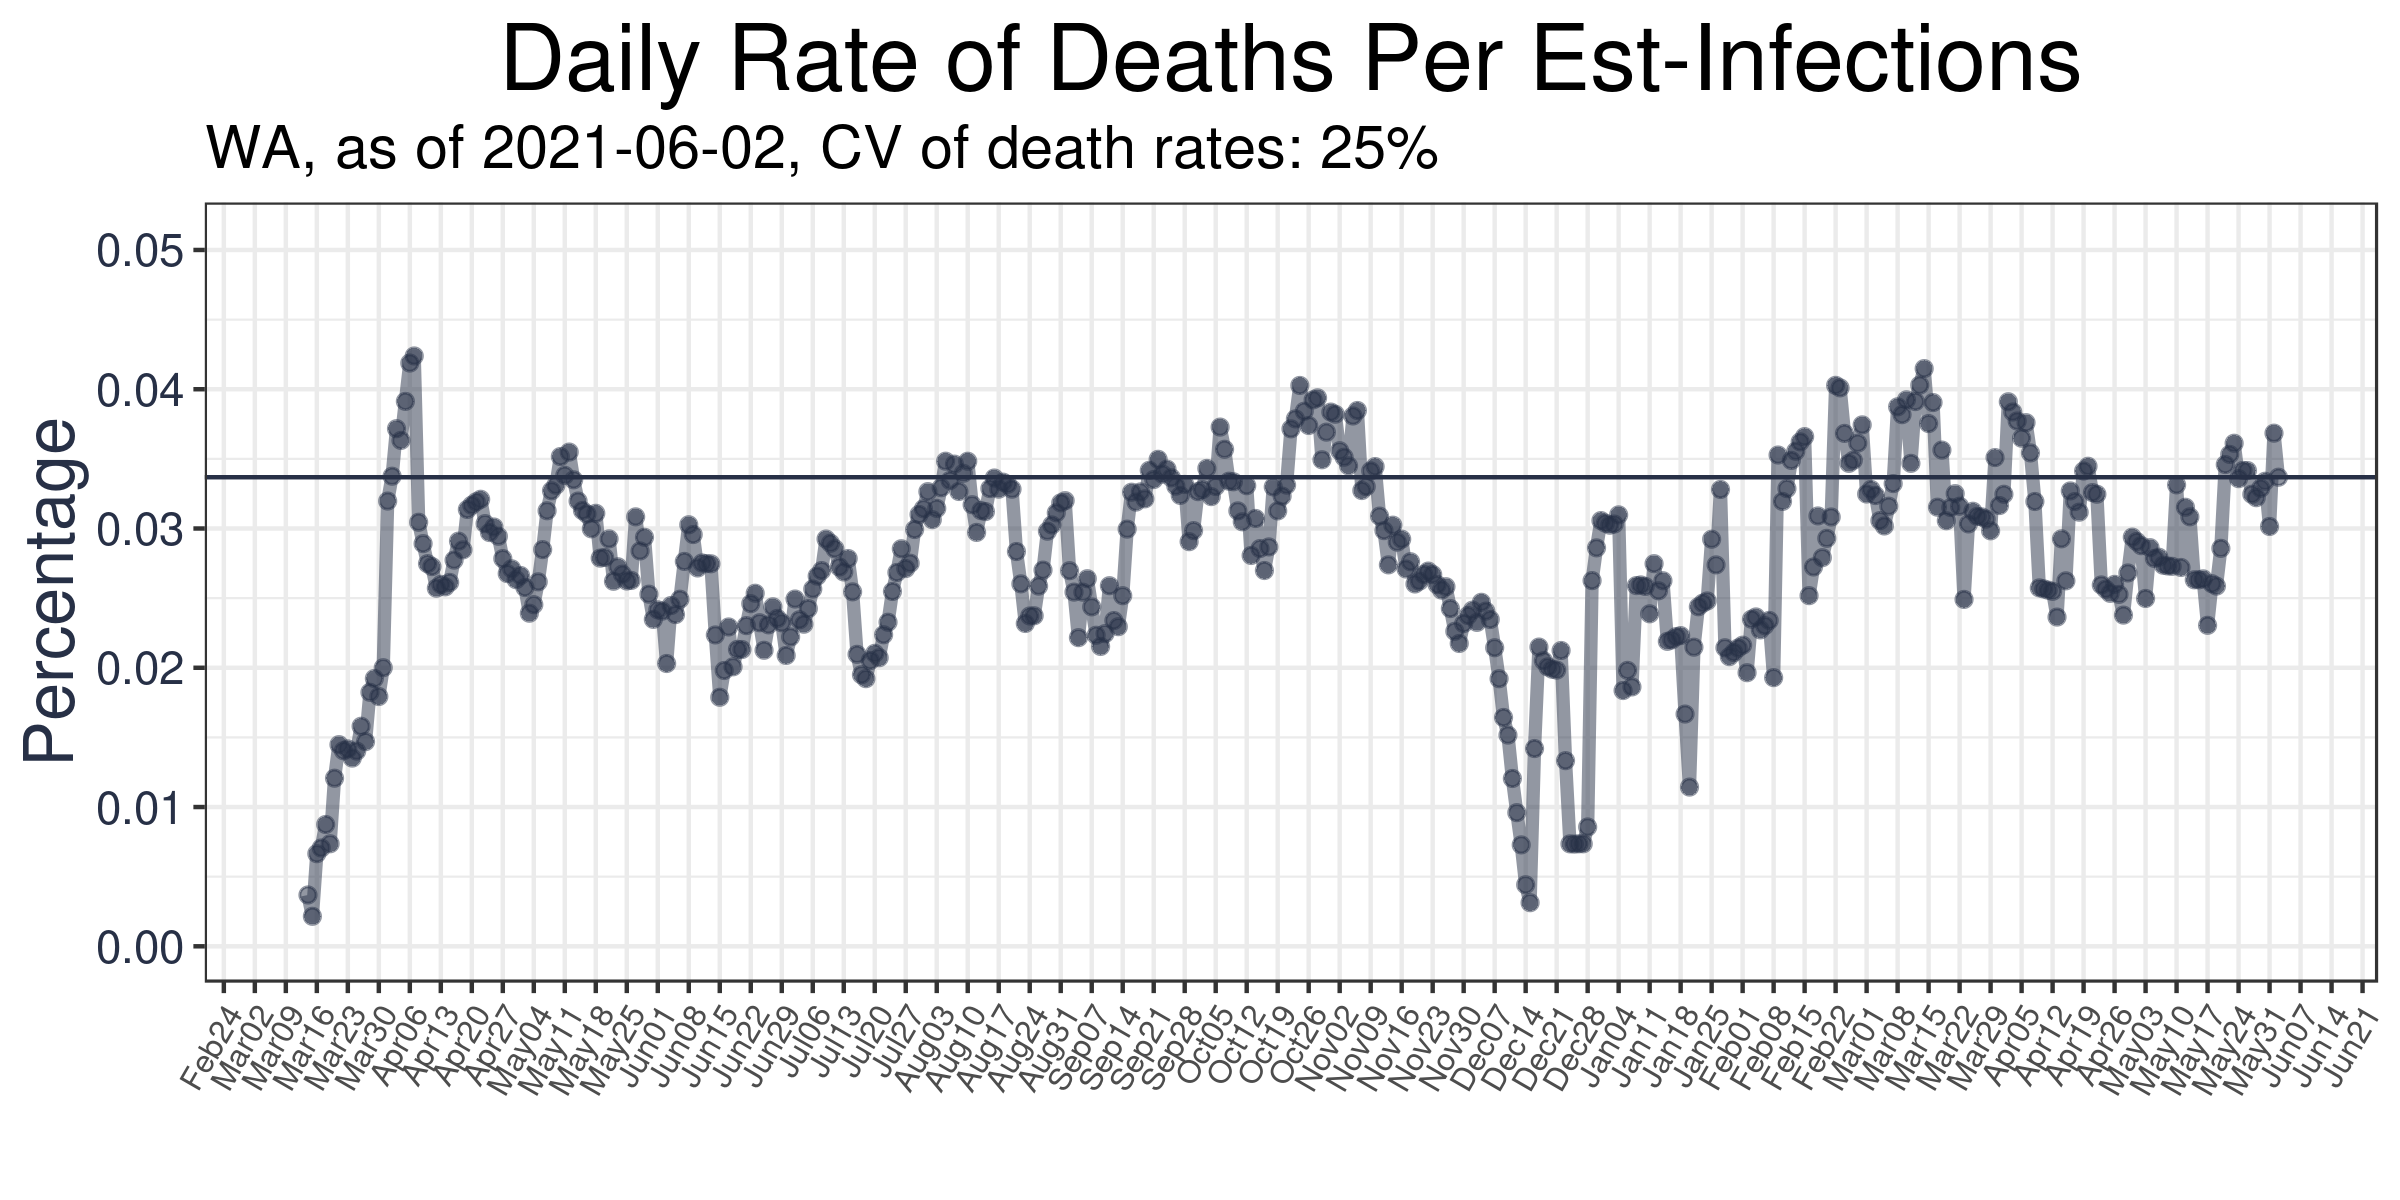 Daily Rate of Deaths Per Est-Infections
WA, as of 2021-06-02, CV of death rates: 25%
Percentage
0.05
0.04
0.03
0.02
0.01
0.00
Feb24
Mar02
Mar09
Mar16
Mar23
Mar30
Apr06
Apr13
Apr20
Apr27
May04
May11
May18
May25
Jun01
Jun08
Jun15
Jun22
Jun29
Jul06
Jul13
Jul20
Jul27
Aug03
Aug10
Aug17
Aug24
Aug31
Sep07
Sep14
Sep21
Sep28
Oct05
Oct12
Oct19
Oct26
Nov02
Nov09
Nov16
Nov23
Nov30
Dec07
Dec14
Dec21
Dec28
Jan04
Jan11
Jan18
Jan25
Feb01
Feb08
Feb15
Feb22
Mar01
Mar08
Mar15
Mar22
Mar29
Apr05
Apr12
Apr19
Apr26
May03
May10
May17
May24
May31
Jun07
Jun14
Jun21